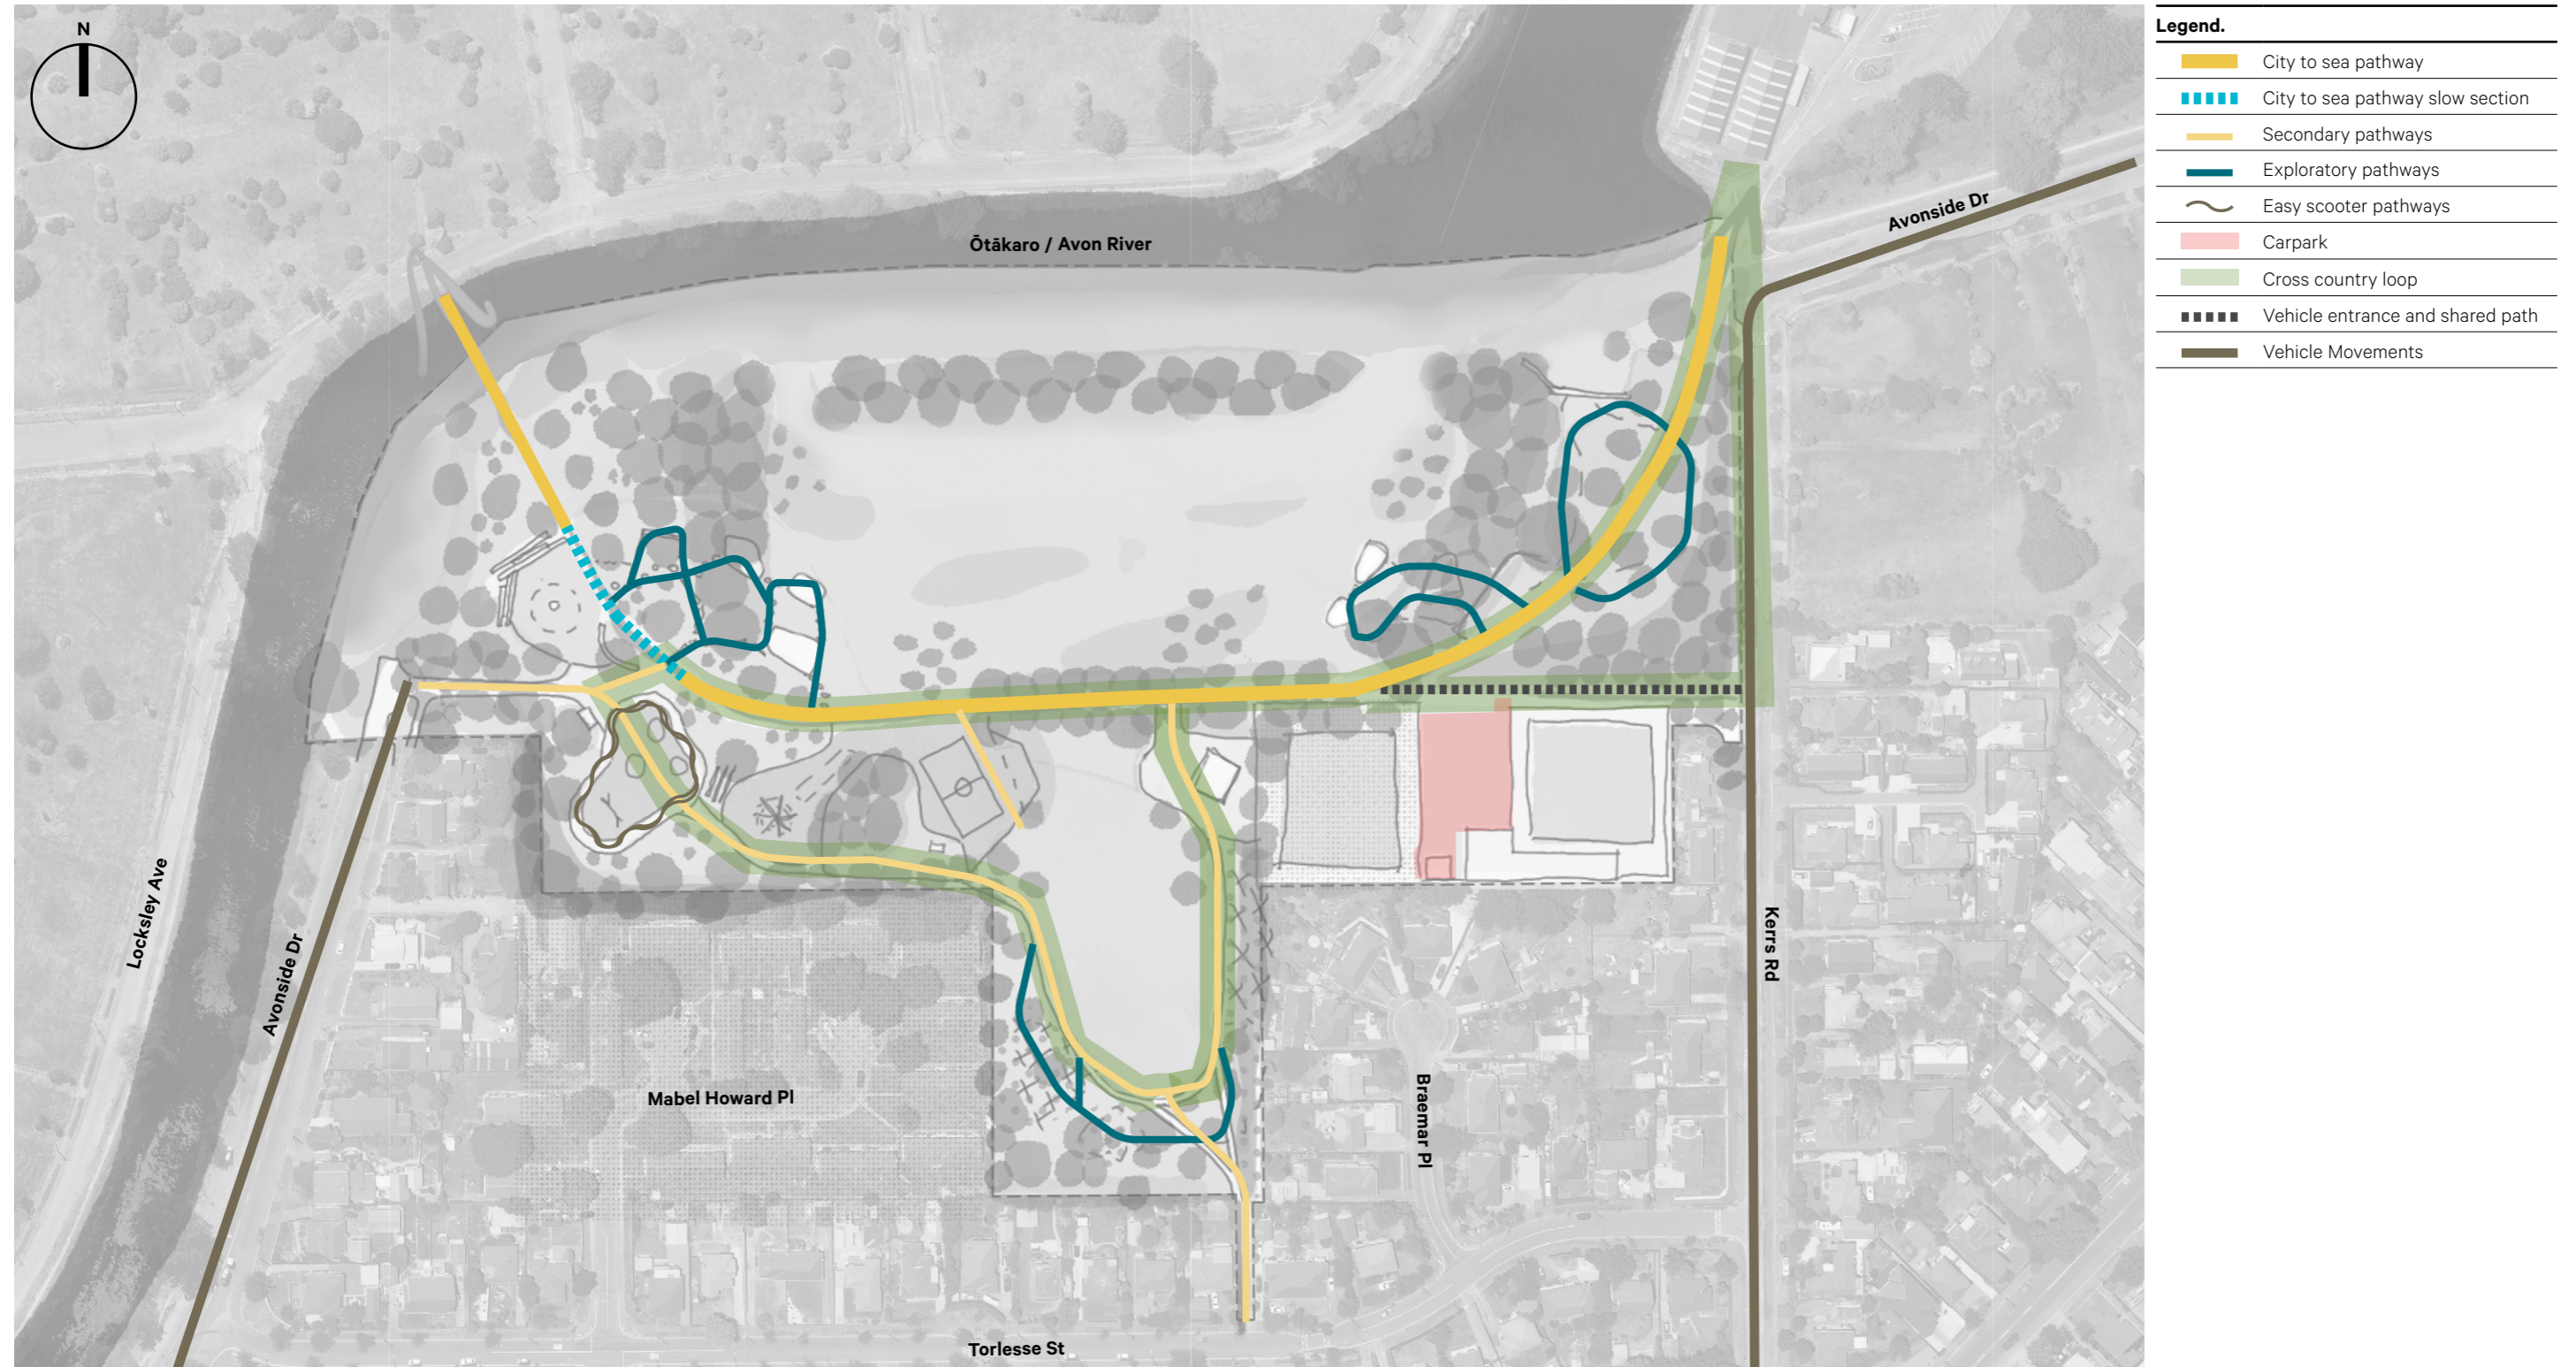 N
Ōtākaro / Avon River
Avonside Dr
Locksley Ave
Avonside Dr
Mabel Howard Pl
Braemar Pl
Kerrs Rd
Torlesse St
Legend.
City to sea pathway
City to sea pathway slow section
Secondary pathways
Exploratory pathways
Easy scooter pathways
Carpark
Cross country loop
Vehicle entrance and shared path
Vehicle Movements